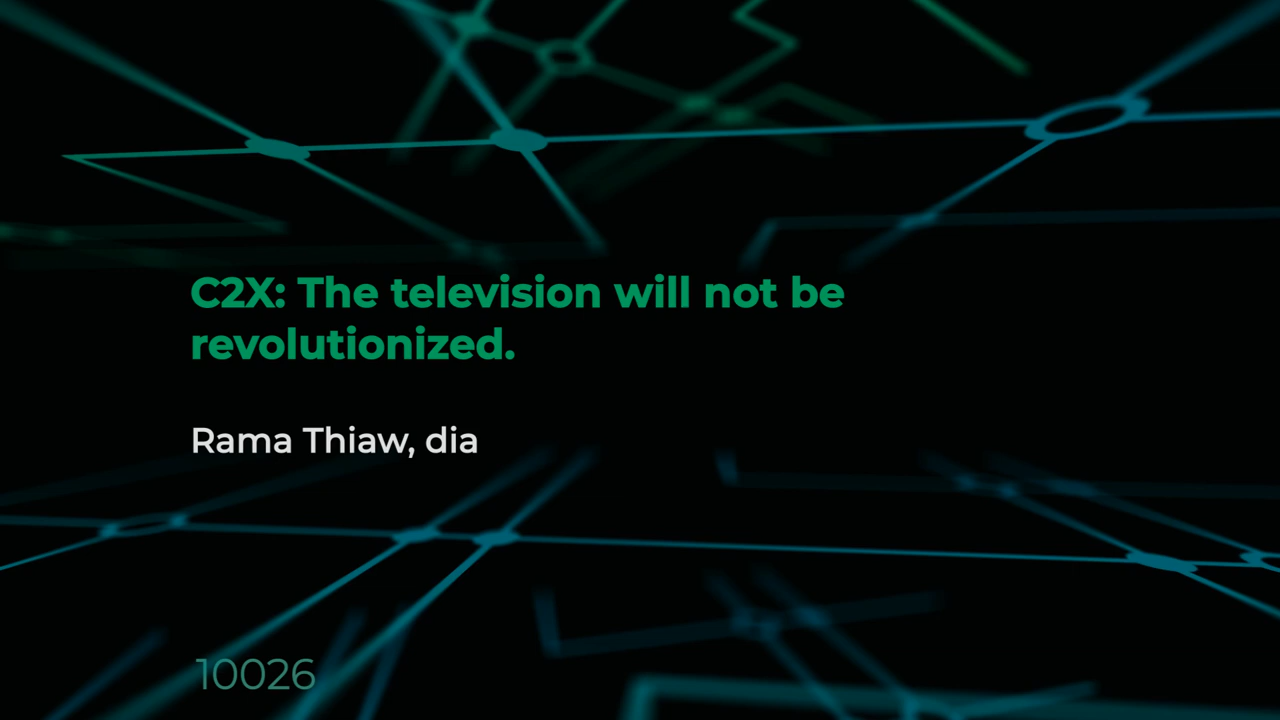 C2X: The television will not be
revolutionized.
Rama Thiaw, dia
10026